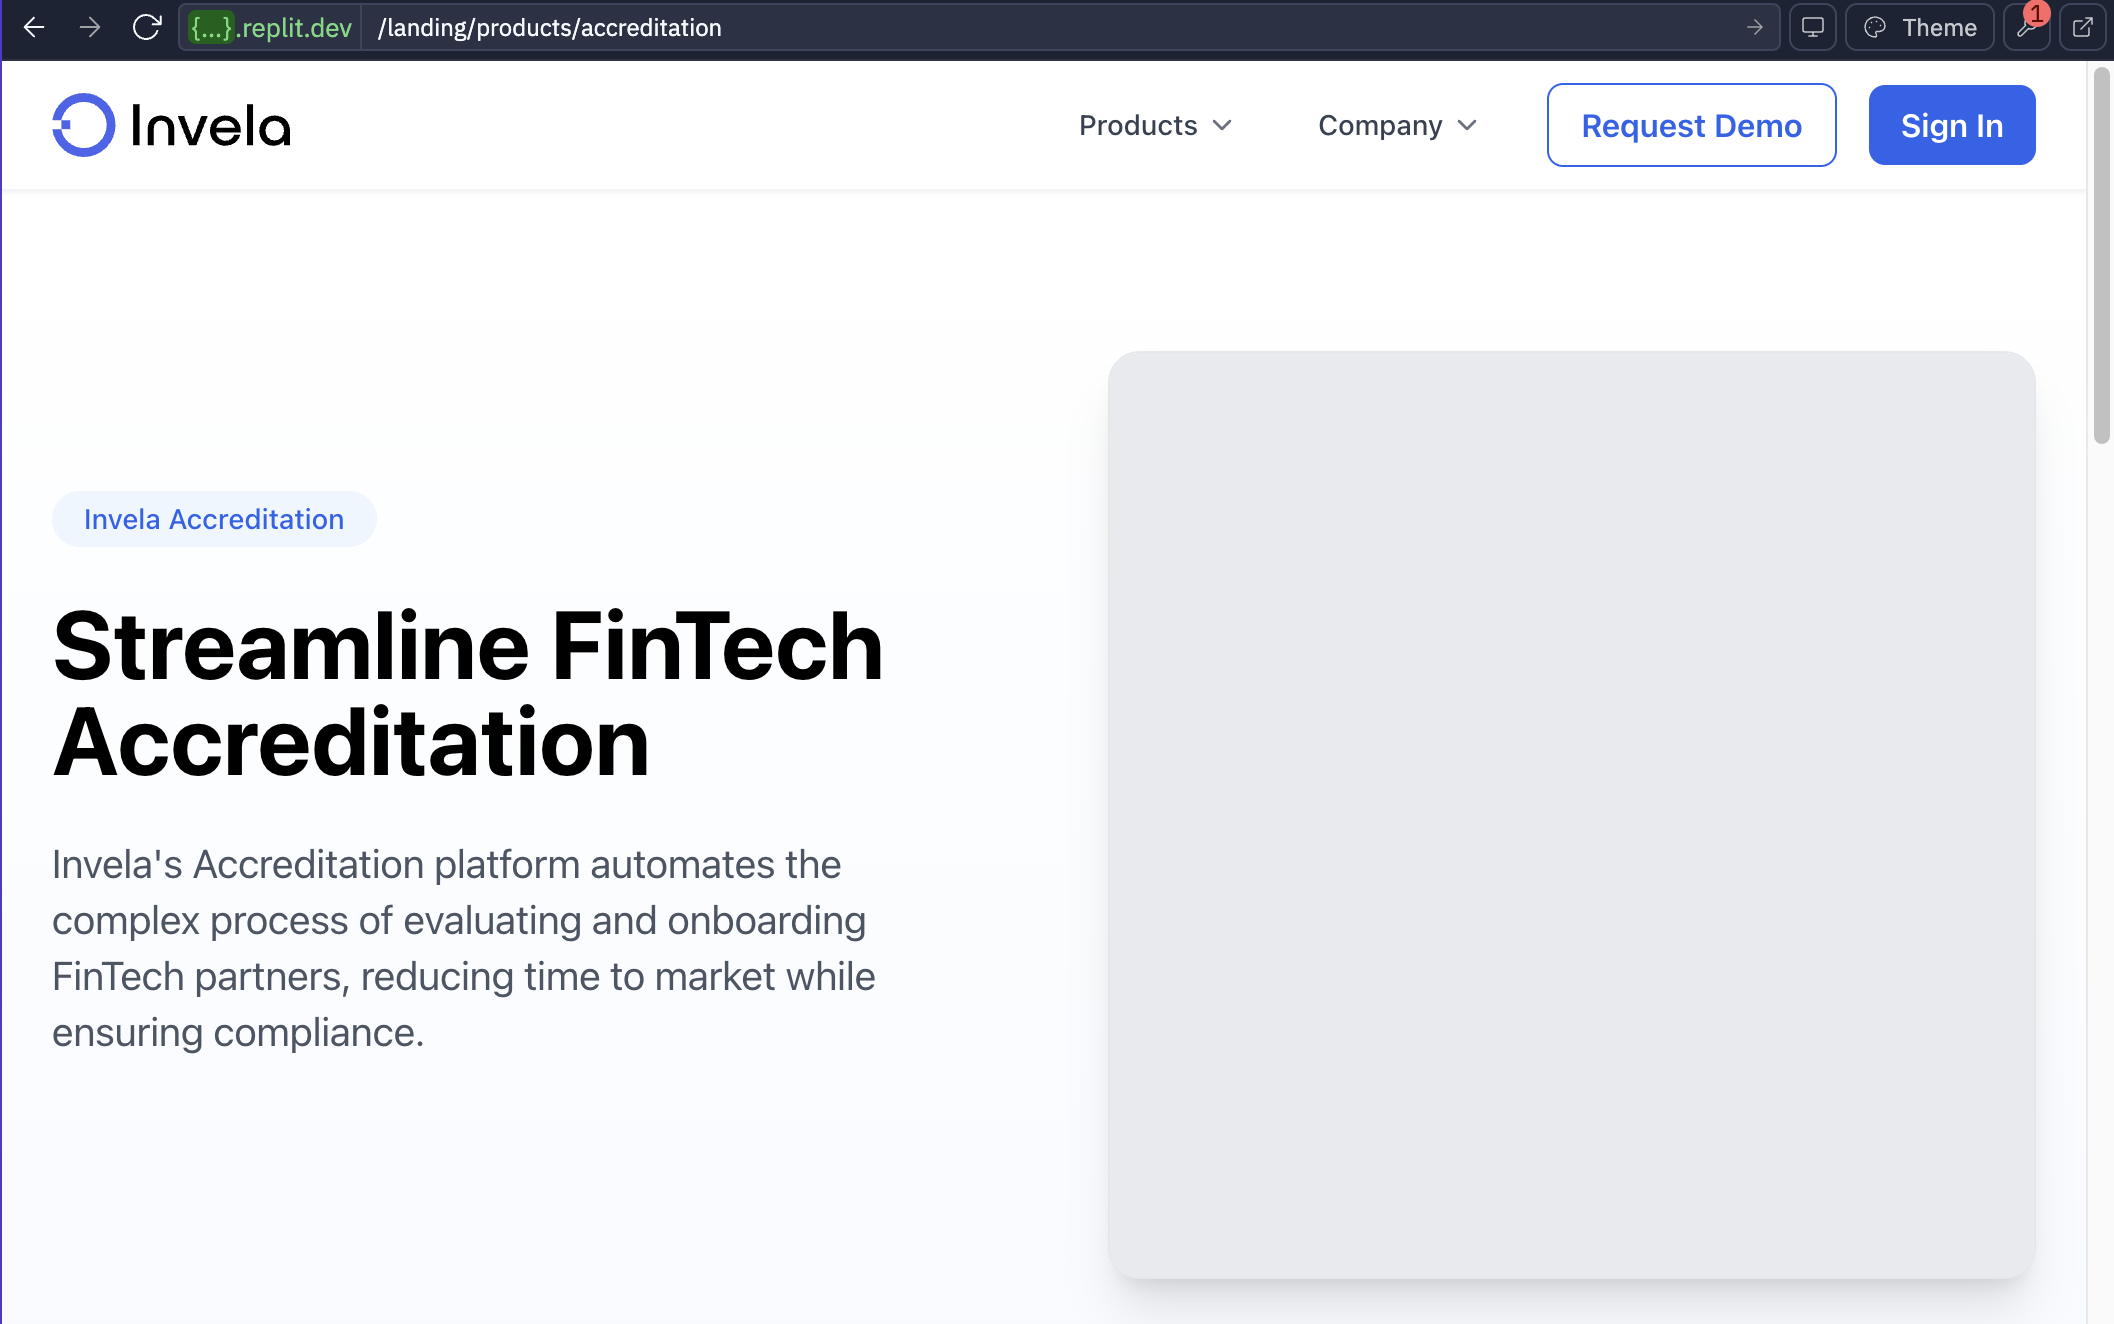 {...}.replit.dev /landing/products/accreditation Theme 1
Invela Products Company Request Demo Sign In
Invela Accreditation
Streamline FinTech
Accreditation
Invela's Accreditation platform automates the
complex process of evaluating and onboarding
FinTech partners, reducing time to market while
ensuring compliance.